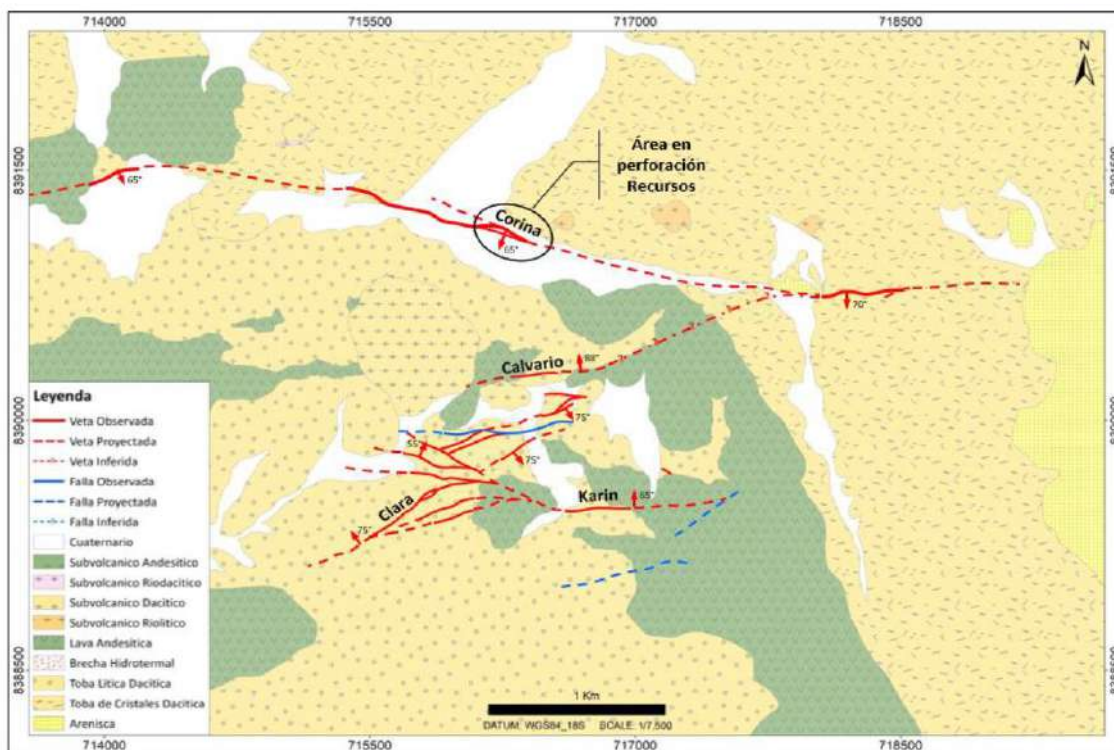 714000
715500
717000
718500
N
Área en
perforación
Recursos
8391500
65°
Corina
65°
70°
Calvario
88°
8390000
75°
55°
75°
Karin
65°
Clara
75°
Leyenda
Veta Observada
Veta Proyectada
Veta Inferida
Falla Observada
Falla Proyectada
Falla Inferida
Cuaternario
Subvolcanico Andesitico
Subvolcanico Riodacitico
Subvolcanico Dacitico
Subvolcanico Riolitico
Lava Andesitica
Brecha Hidrotermal
Toba Litica Dacitica
Toba de Cristales Dacitica
Arenisca
8388500
1 Km
DATUM: WGS84_18S SCALE: 1/7,500
714000
715500
717000
718500